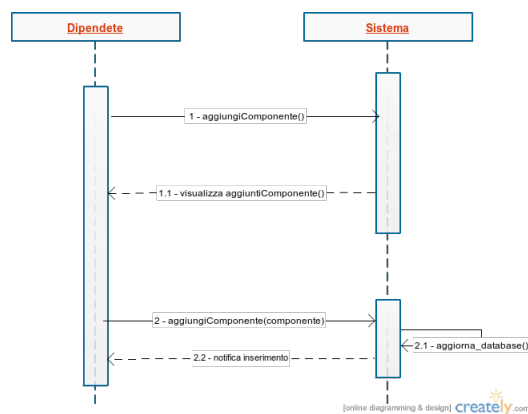 Dipendete
Sistema
1 - aggiungiComponente()
1.1 - visualizza aggiuntiComponente()
2 - aggiungiComponente(componente)
2.1 - aggiorna_database()
2.2 - notifica inserimento
[online diagramming & design] creately.com